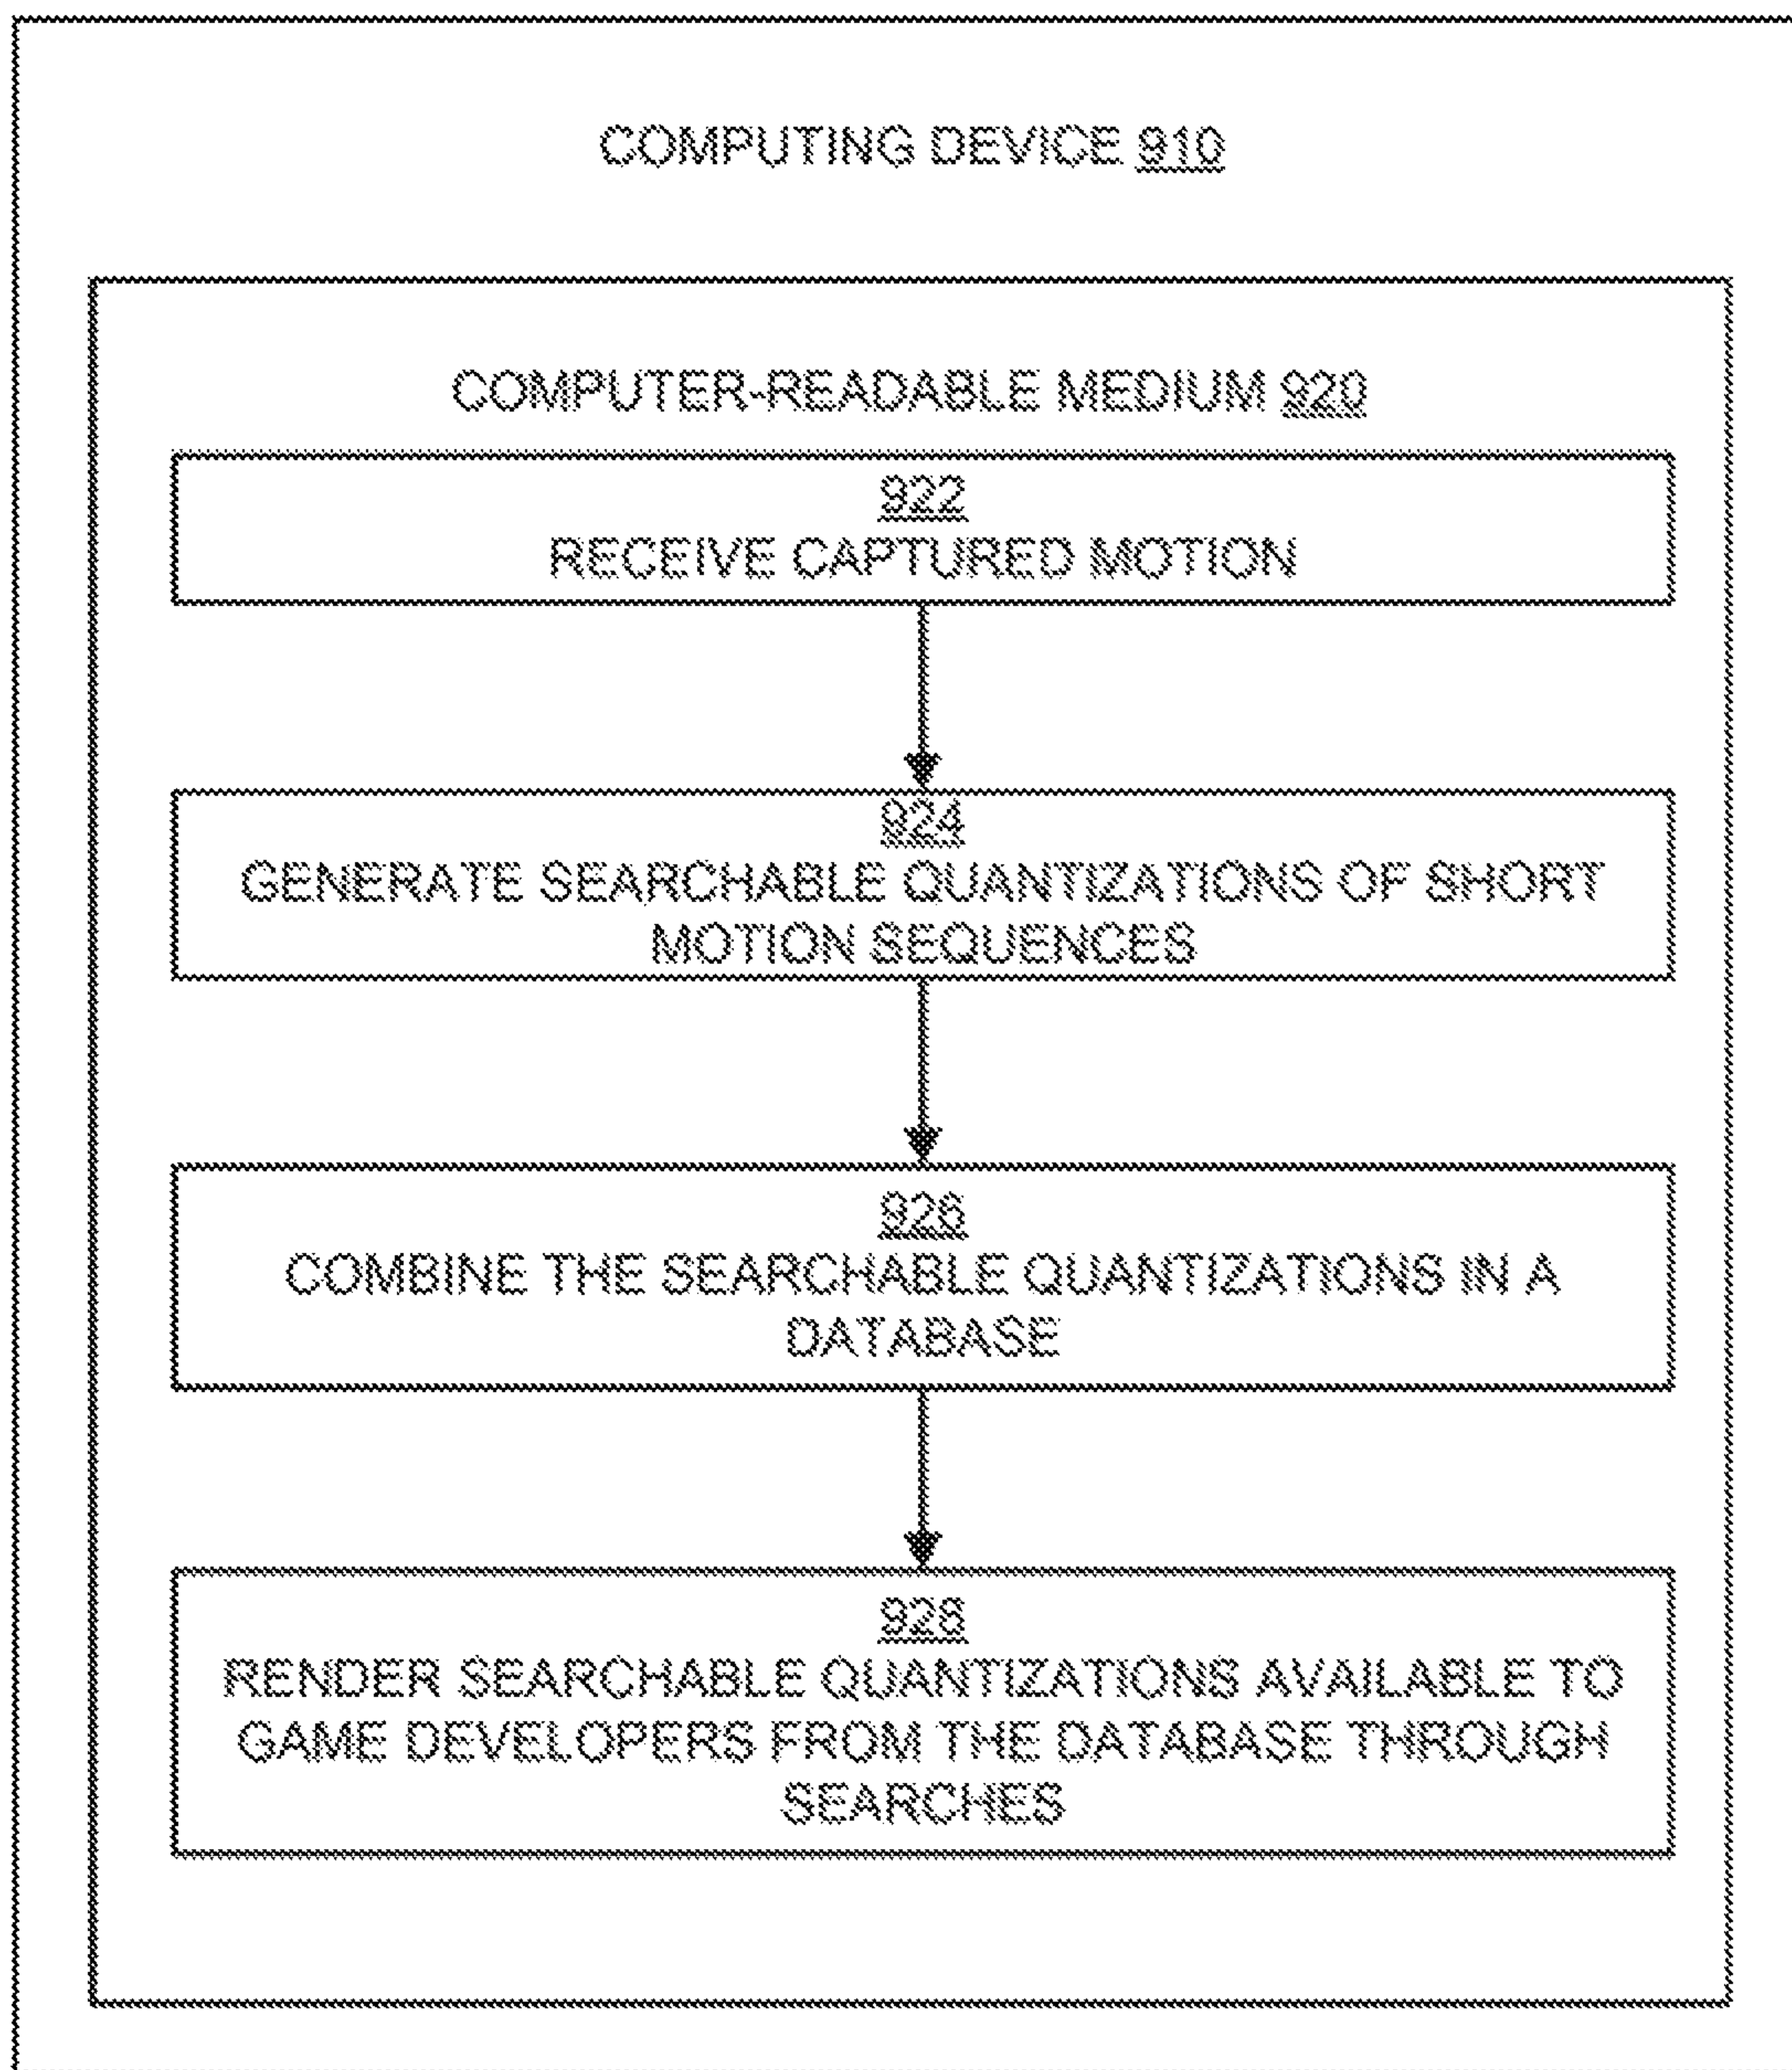 COMPUTING DEVICE 910
COMPUTER-READABLE MEDIUM 920
922
RECEIVE CAPTURED MOTION
924
GENERATE SEARCHABLE QUANTIZATIONS OF SHORT
MOTION SEQUENCES
926
COMBINE THE SEARCHABLE QUANTIZATIONS IN A
DATABASE
928
RENDER SEARCHABLE QUANTIZATIONS AVAILABLE TO
GAME DEVELOPERS FROM THE DATABASE THROUGH
SEARCHES